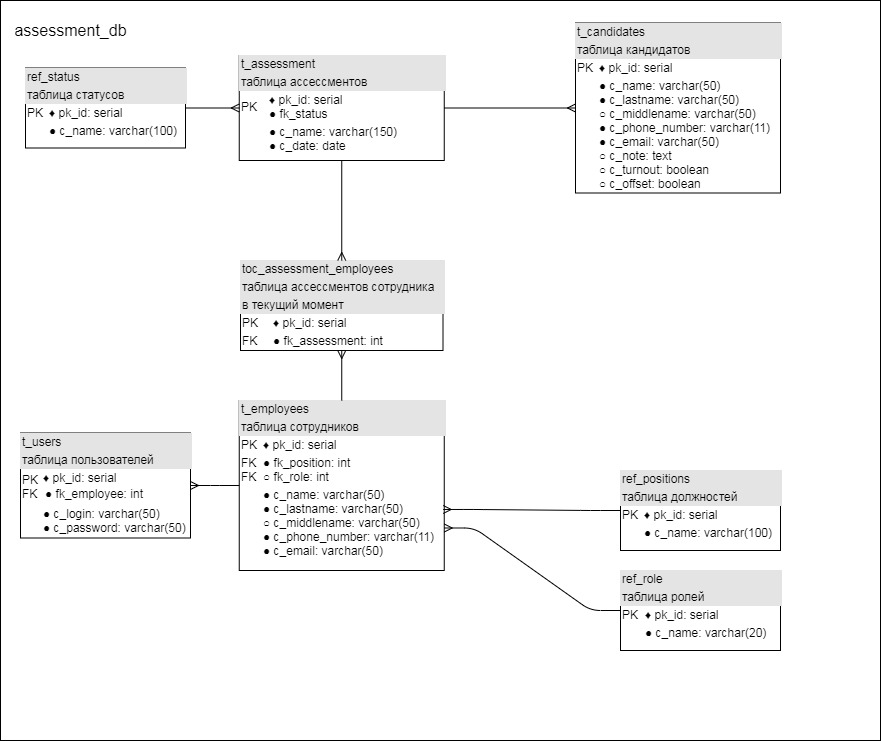 assessment_db
ref_status
таблица статусов
PK ♦ pk_id: serial
● c_name: varchar(100)
t_assessment
таблица ассессментов
PK ♦ pk_id: serial
● fk_status
● c_name: varchar(150)
● c_date: date
t_candidates
таблица кандидатов
PK ♦ pk_id: serial
● c_name: varchar(50)
● c_lastname: varchar(50)
○ c_middlename: varchar(50)
● c_phone_number: varchar(11)
● c_email: varchar(50)
○ c_note: text
○ c_turnout: boolean
○ c_offset: boolean
toc_assessment_employees
таблица ассессментов сотрудника
в текущий момент
PK ♦ pk_id: serial
FK ● fk_assessment: int
t_employees
таблица сотрудников
PK ♦ pk_id: serial
FK ● fk_position: int
FK ○ fk_role: int
● c_name: varchar(50)
● c_lastname: varchar(50)
○ c_middlename: varchar(50)
● c_phone_number: varchar(11)
● c_email: varchar(50)
t_users
таблица пользователей
PK ♦ pk_id: serial
FK ● fk_employee: int
● c_login: varchar(50)
● c_password: varchar(50)
ref_positions
таблица должностей
PK ♦ pk_id: serial
● c_name: varchar(100)
ref_role
таблица ролей
PK ♦ pk_id: serial
● c_name: varchar(20)